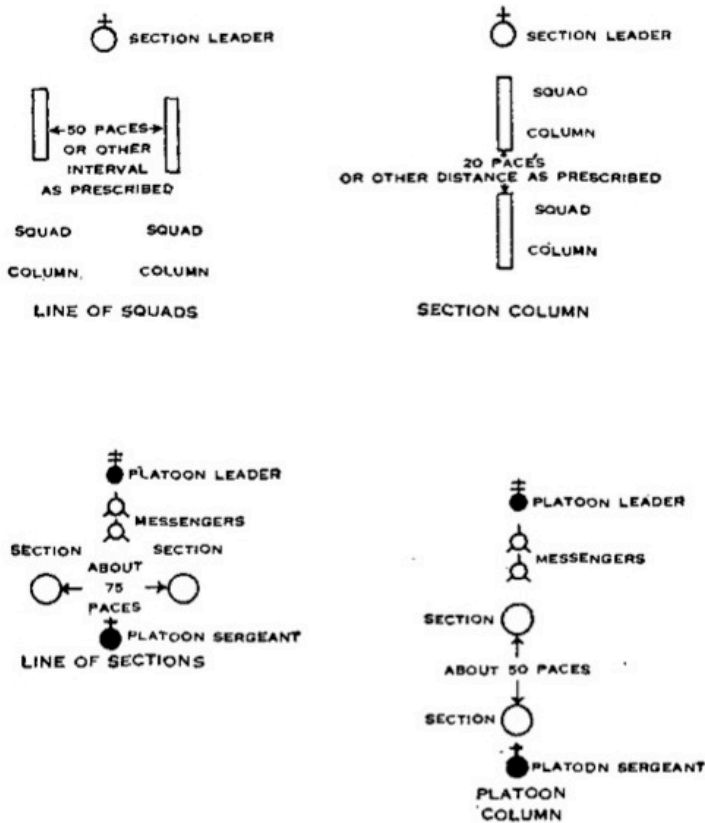 SECTION LEADER
50 PACES
OR OTHER
INTERVAL
AS PRESCRIBED
SQUAD SQUAD
COLUMN. COLUMN
LINE OF SQUADS
SECTION LEADER
SQUAD
COLUMN
20 PACES
OR OTHER DISTANCE AS PRESCRIBED
SQUAD
COLUMN
SECTION COLUMN
PLATOON LEADER
MESSENGERS
SECTION SECTION
ABOUT
75
PACES
PLATOON SERGEANT
LINE OF SECTIONS
PLATOON LEADER
MESSENGERS
SECTION
ABOUT 50 PACES
SECTION
PLATOON SERGEANT
PLATOON
COLUMN